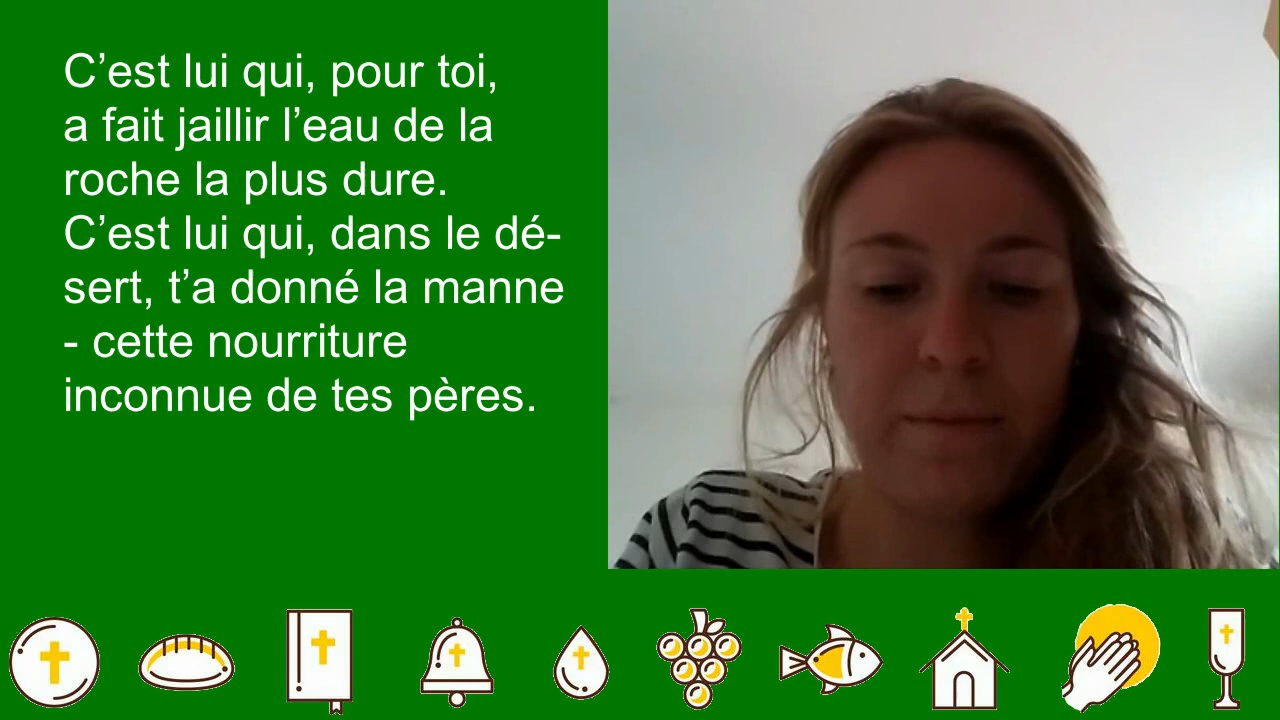 C’est lui qui, pour toi,
a fait jaillir l’eau de la
roche la plus dure.
C’est lui qui, dans le dé-
sert, t’a donné la manne
- cette nourriture
inconnue de tes pères.